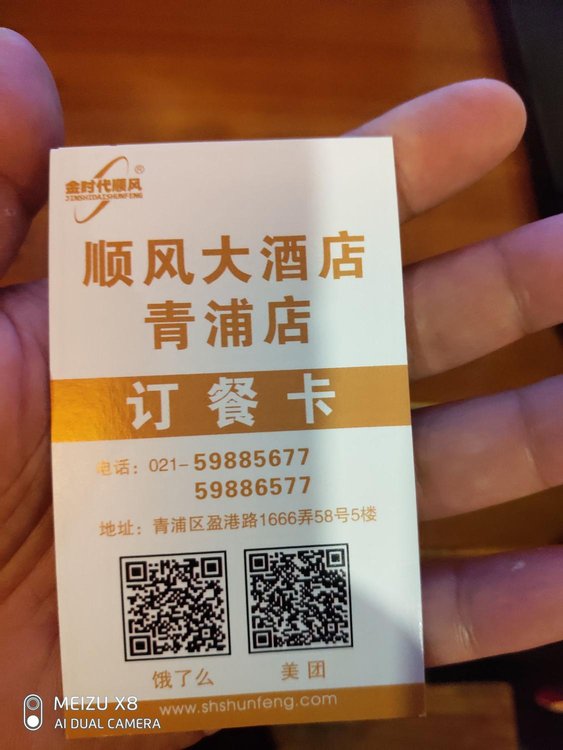 金时代顺风®
JINSHIDAISHUNFENG
顺风大酒店
青浦店
订餐卡
电话：021-59885677
59886577
地址：青浦区盈港路1666弄58号5楼
饿了么 美团
www.shshunfeng.com
MEIZU X8
AI DUAL CAMERA